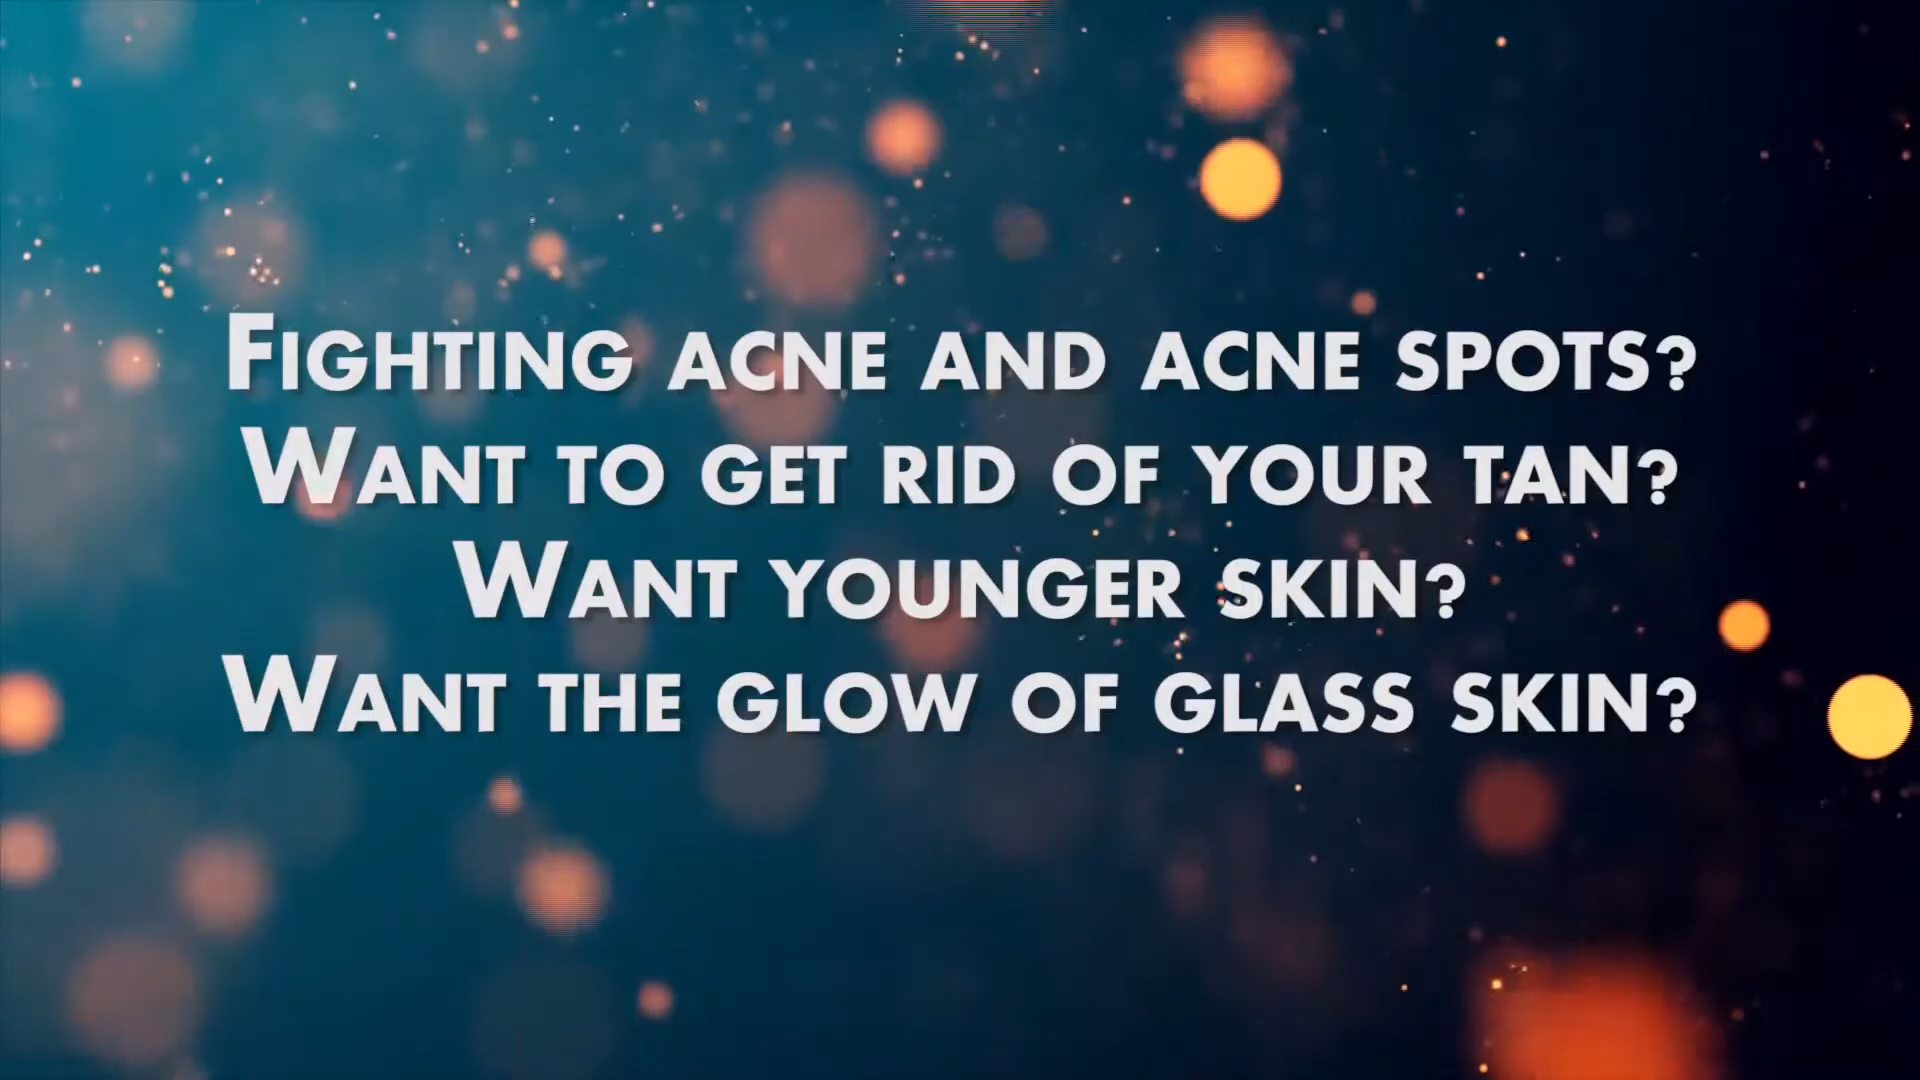 Fighting acne and acne spots?
Want to get rid of your tan?
Want younger skin?
Want the glow of glass skin?